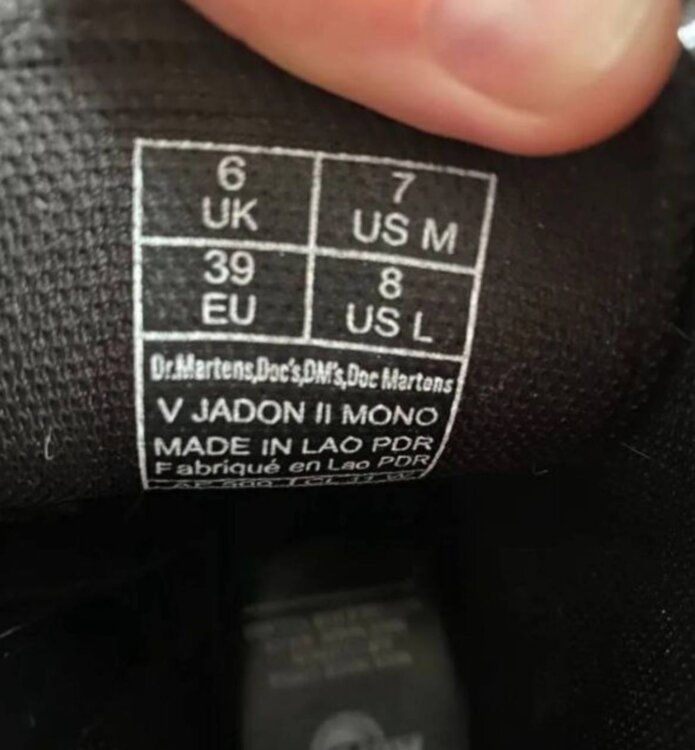 6 UK
7 US M
39 EU
8 US L
Dr.Martens,Doc's,DM's,Doc Martens
V JADON II MONO
MADE IN LAO PDR
Fabriqué en Lao PDR